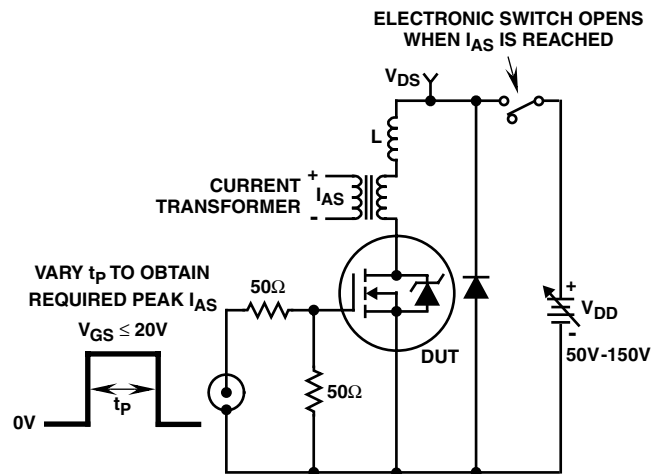 ELECTRONIC SWITCH OPENS
WHEN IAS IS REACHED
VDS
L
CURRENT
TRANSFORMER
+
IAS
-
VARY tP TO OBTAIN
REQUIRED PEAK IAS
50Ω
VGS ≤ 20V
0V
tP
50Ω
DUT
+
VDD
-
50V-150V